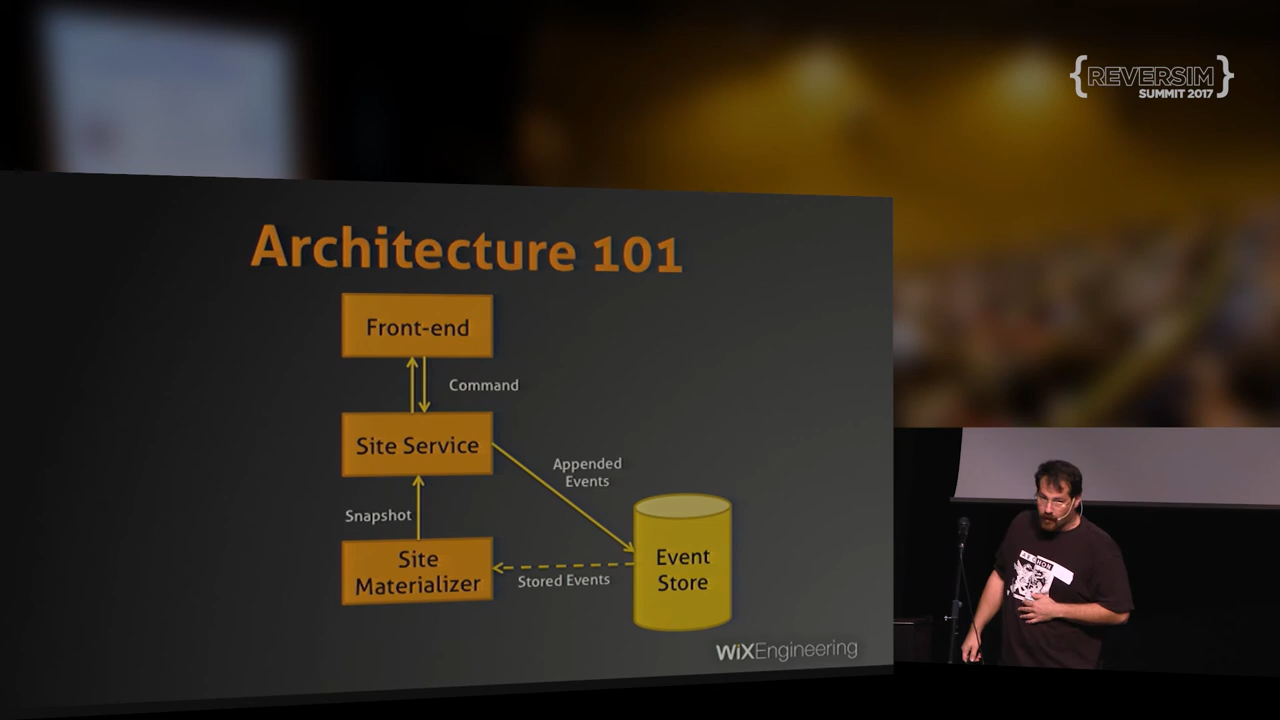 {REVERSIM}
SUMMIT 2017
Architecture 101
Front-end
Command
Site Service
Appended
Events
Snapshot
Site
Materializer
Stored Events
Event
Store
WiXEngineering